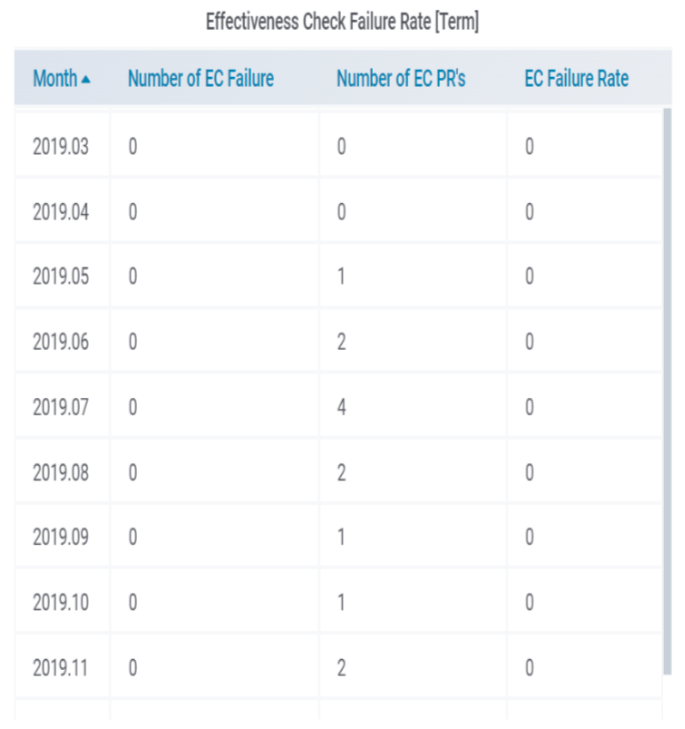 Effectiveness Check Failure Rate [Term]
Month Number of EC Failure Number of EC PR's EC Failure Rate
2019.03 0 0 0
2019.04 0 0 0
2019.05 0 1 0
2019.06 0 2 0
2019.07 0 4 0
2019.08 0 2 0
2019.09 0 1 0
2019.10 0 1 0
2019.11 0 2 0